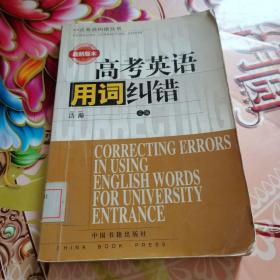 最新版本
高考英语
用词纠错
CORRECTING ERRORS
IN USING
ENGLISH WORDS
FOR UNIVERSITY
ENTRANCE
中国书籍出版社
CHINA BOOK PRESS